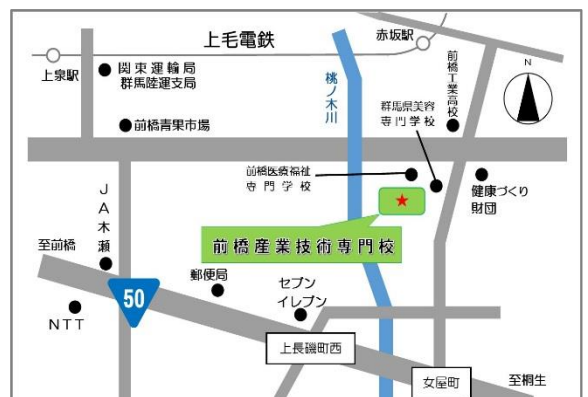 上毛電鉄
赤坂駅
上泉駅
関東運輸局
群馬陸運支局
前橋青果市場
桃ノ木川
前橋工業高校
群馬県美容
専門学校
N
前橋医療福祉
専門学校
健康づくり
財団
JA木瀬
至前橋
前橋産業技術専門校
郵便局
セブン
イレブン
50
NTT
上長磯町西
女屋町
至桐生